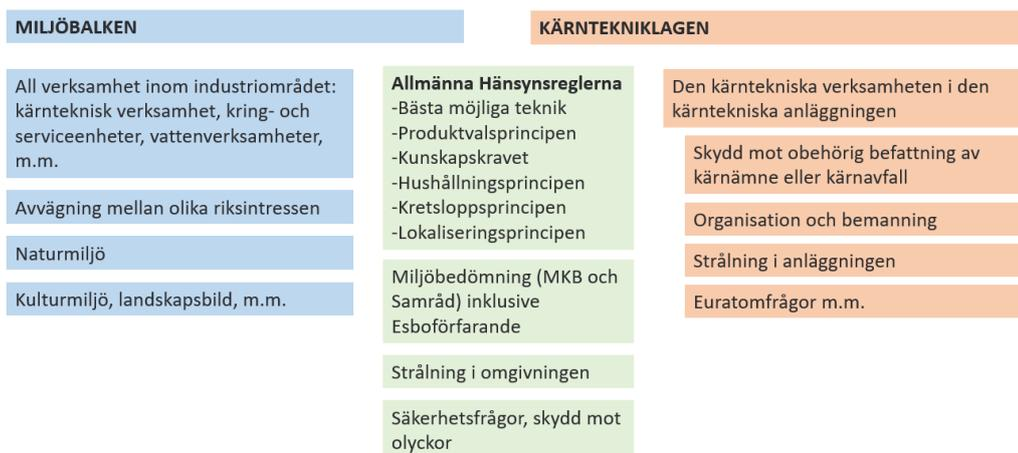 MILJÖBALKEN
KÄRNTEKNIKLAGEN
All verksamhet inom industriområdet:
kärnteknisk verksamhet, kring- och
serviceenheter, vattenverksamheter,
m.m.
Avvägning mellan olika riksintressen
Naturmiljö
Kulturmiljö, landskapsbild, m.m.
Allmänna Hänsynsreglerna
-Bästa möjliga teknik
-Produktvalsprincipen
-Kunskapskravet
-Hushållningsprincipen
-Kretsloppsprincipen
-Lokaliseringsprincipen
Miljöbedömning (MKB och
Samråd) inklusive
Esboförfarande
Strålning i omgivningen
Säkerhetsfrågor, skydd mot
olyckor
Den kärntekniska verksamheten i den
kärntekniska anläggningen
Skydd mot obehörig befattning av
kärnämne eller kärnavfall
Organisation och bemanning
Strålning i anläggningen
Euratomfrågor m.m.